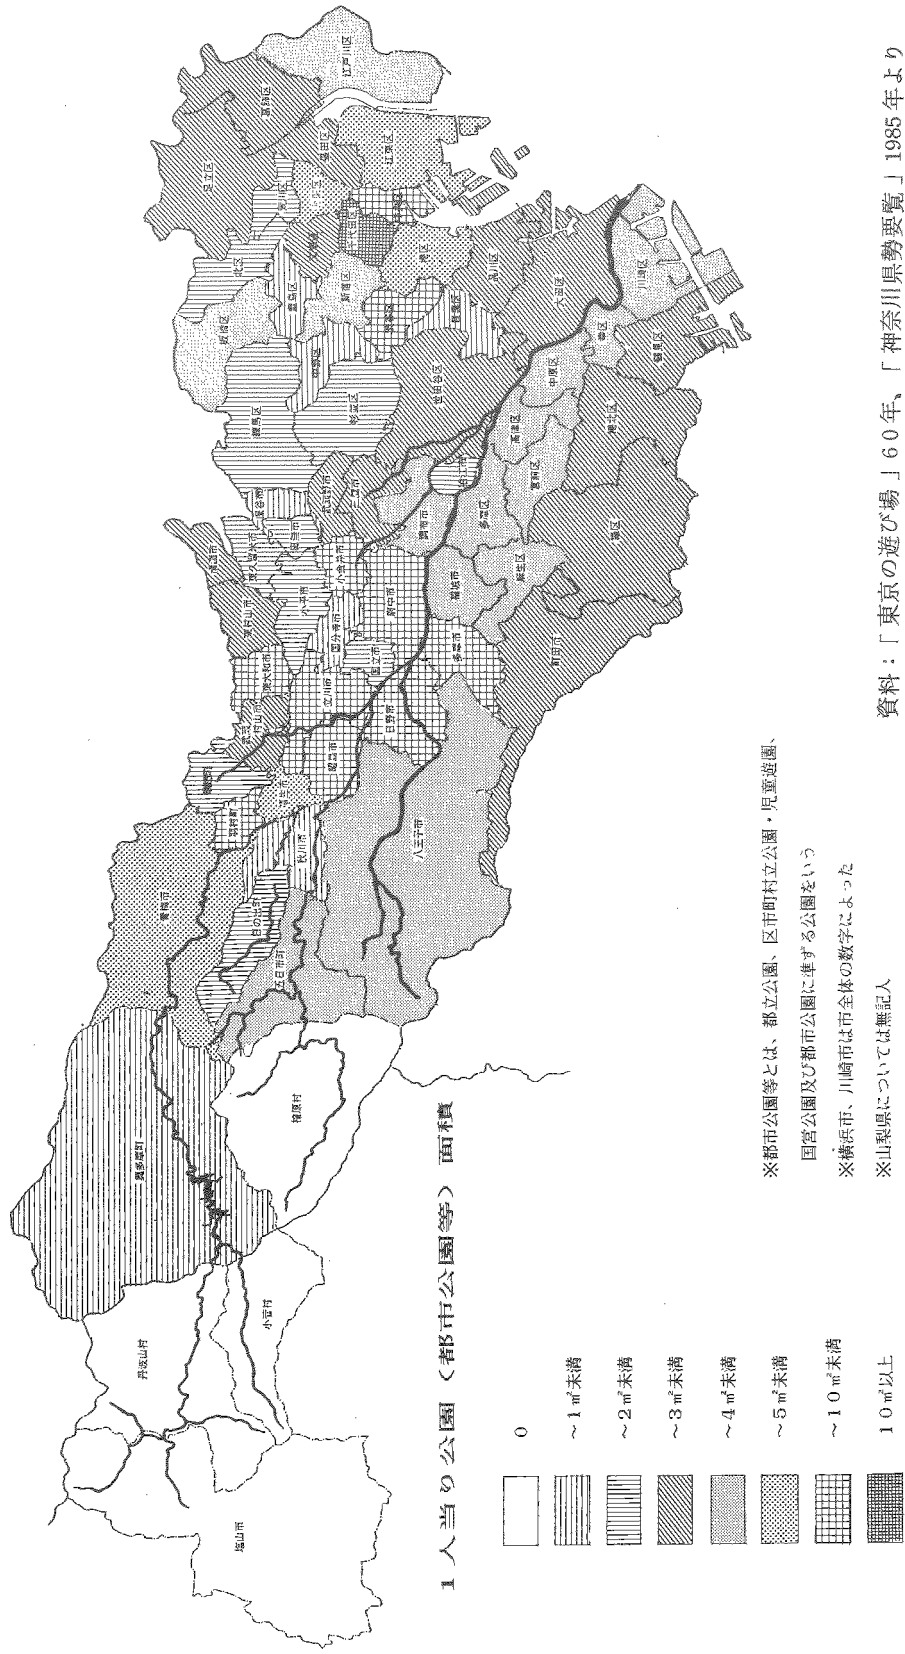 1人当り公園（都市公園等）面積
0
～1㎡未満
～2㎡未満
～3㎡未満
～4㎡未満
～5㎡未満
～10㎡未満
10㎡以上
※都市公園等とは、都立公園、区市町村立公園・児童遊園、
国営公園及び都市公園に準ずる公園をいう
※横浜市、川崎市は市全体の数字によった
※山梨県については無記入
資料：「東京の遊び場」60年、「神奈川県勢要覧」1985年より
塩山市
丹波山村
小菅村
奥多摩町
檜原村
青梅市
日の出町
五日市町
秋川市
羽村町
八王子市
昭島市
日野市
立川市
武蔵村山市
東大和市
東村山市
清瀬市
東久留米市
小平市
国分寺市
国立市
府中市
小金井市
田無市
保谷市
武蔵野市
三鷹市
調布市
狛江市
稲城市
多摩市
町田市
麻生区
多摩区
宮前区
高津区
中原区
幸区
川崎区
緑区
港北区
鶴見区
練馬区
杉並区
中野区
世田谷区
板橋区
豊島区
北区
新宿区
渋谷区
目黒区
港区
品川区
大田区
千代田区
荒川区
足立区
葛飾区
墨田区
江東区
江戸川区